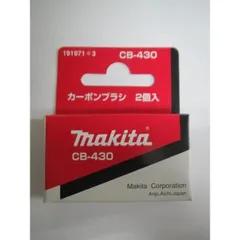 191971-3
CB-430
カーボンブラシ 2個入
makita
CB-430
Makita Corporation
Anjo,Aichi,Japan